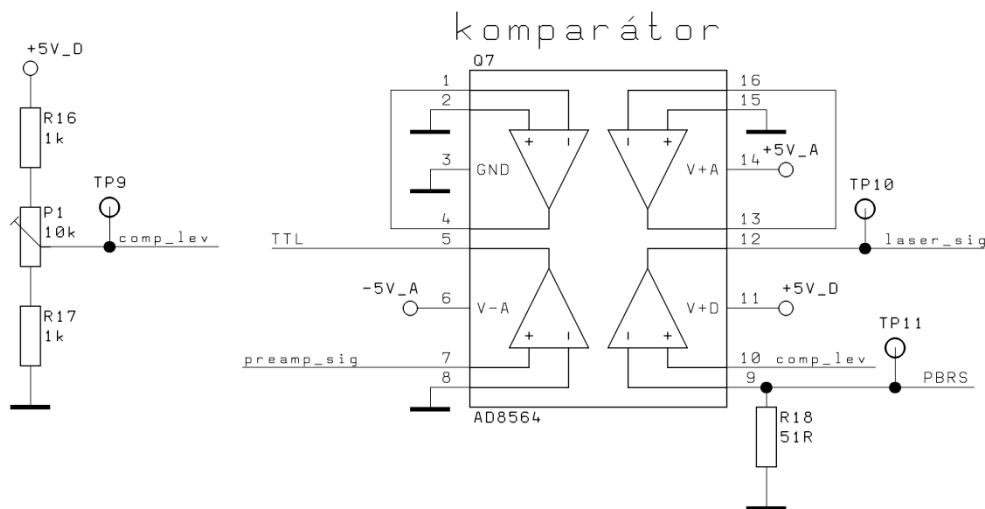 komparátor
+5V_D
R16
1k
TP9
P1
10k
comp_lev
R17
1k
Q7
1
2
3
4
5
6
7
8
16
15
14
13
12
11
10
9
+ -
- +
GND
V+A
+5V_A
TP10
TTL
laser_sig
-5V_A
V-A
V+D
+5V_D
TP11
+ -
- +
preamp_sig
comp_lev
PBRS
AD8564
R18
51R